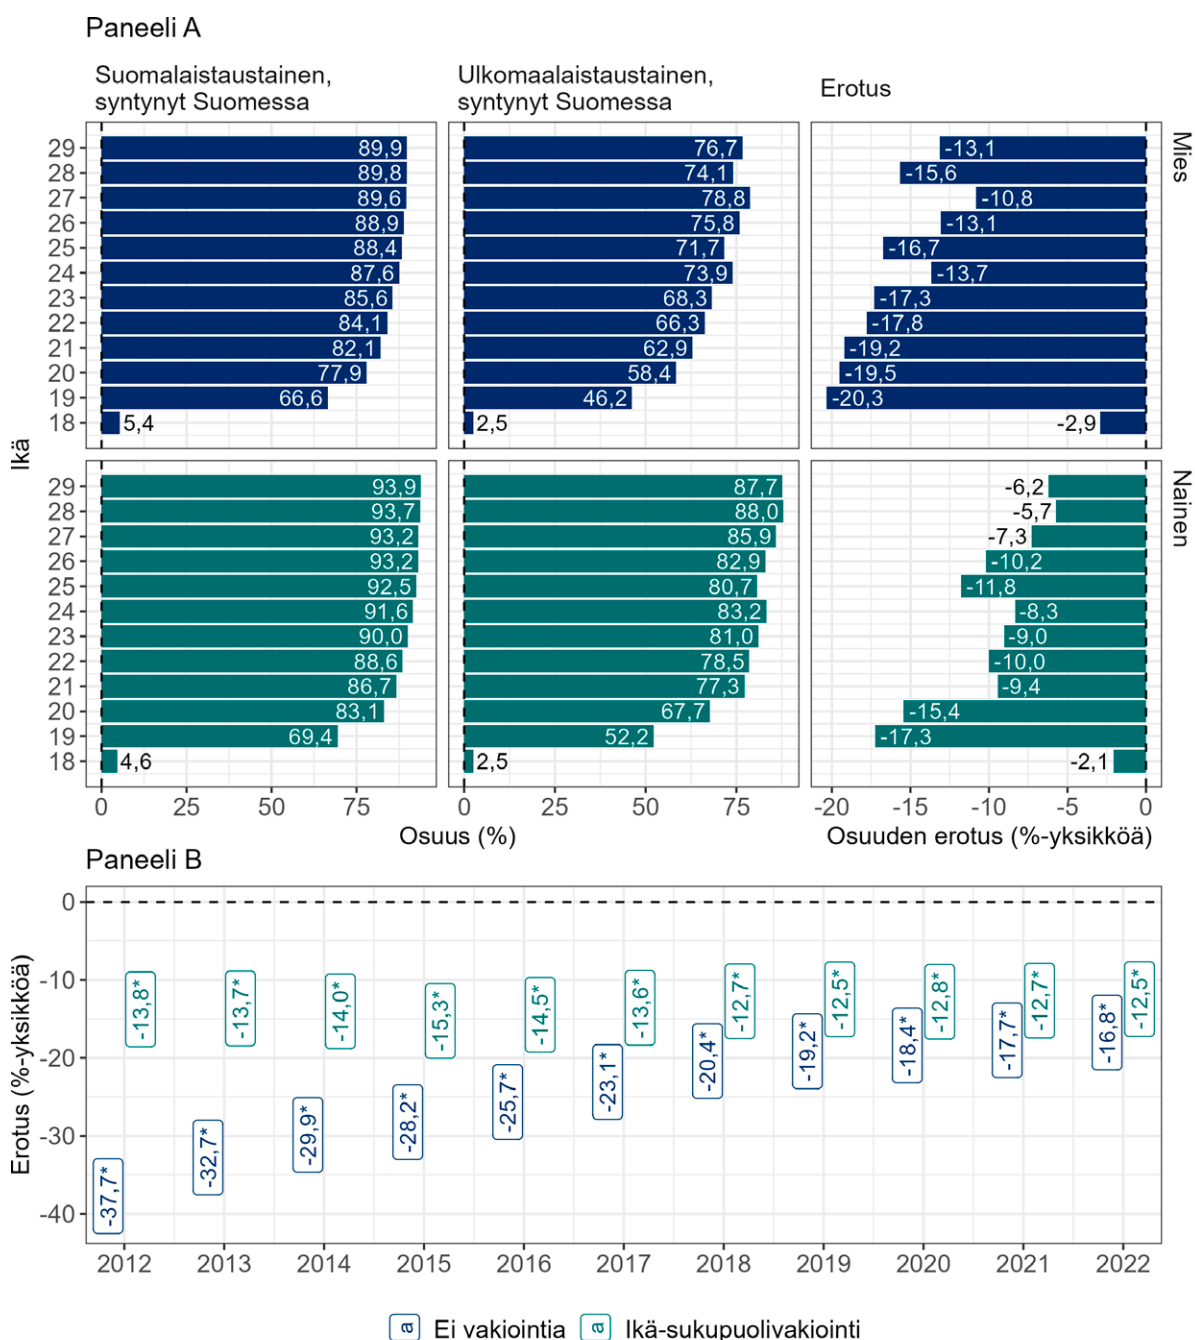 Paneeli A
Suomalaistaustainen,
syntynyt Suomessa
Ulkomaalaistaustainen,
syntynyt Suomessa
Erotus
29 89,9 76,7 -13,1
28 89,8 74,1 -15,6
27 89,6 78,8 -10,8
26 88,9 75,8 -13,1
25 88,4 71,7 -16,7
24 87,6 73,9 -13,7
23 85,6 68,3 -17,3
22 84,1 66,3 -17,8
21 82,1 62,9 -19,2
20 77,9 58,4 -19,5
19 66,6 46,2 -20,3
18 5,4 2,5 -2,9
Mies
Ikä
29 93,9 87,7 -6,2
28 93,7 88,0 -5,7
27 93,2 85,9 -7,3
26 93,2 82,9 -10,2
25 92,5 80,7 -11,8
24 91,6 83,2 -8,3
23 90,0 81,0 -9,0
22 88,6 78,5 -10,0
21 86,7 77,3 -9,4
20 83,1 67,7 -15,4
19 69,4 52,2 -17,3
18 4,6 2,5 -2,1
Nainen
0 25 50 75 0 25 50 75 -20 -15 -10 -5 0
Osuus (%) Osuuden erotus (%-yksikköä)
Paneeli B
Erotus (%-yksikköä)
0
-10
-20
-30
-40
-13,8* -13,7* -14,0* -15,3* -14,5* -13,6* -12,7* -12,5* -12,8* -12,7* -12,5*
-37,7* -32,7* -29,9* -28,2* -25,7* -23,1* -20,4* -19,2* -18,4* -17,7* -16,8*
2012 2013 2014 2015 2016 2017 2018 2019 2020 2021 2022
a Ei vakiointia a Ikä-sukupuolivakiointi